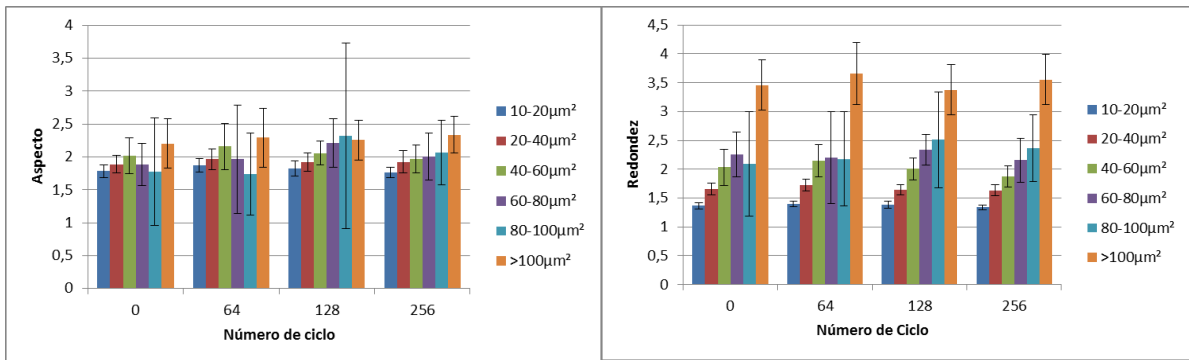 4
3,5
3
2,5
2
1,5
1
0,5
0
Aspecto
0 64 128 256
Número de ciclo
10-20µm²
20-40µm²
40-60µm²
60-80µm²
80-100µm²
>100µm²
4,5
4
3,5
3
2,5
2
1,5
1
0,5
0
Redondez
0 64 128 256
Número de Ciclo
10-20µm²
20-40µm²
40-60µm²
60-80µm²
80-100µm²
>100µm²